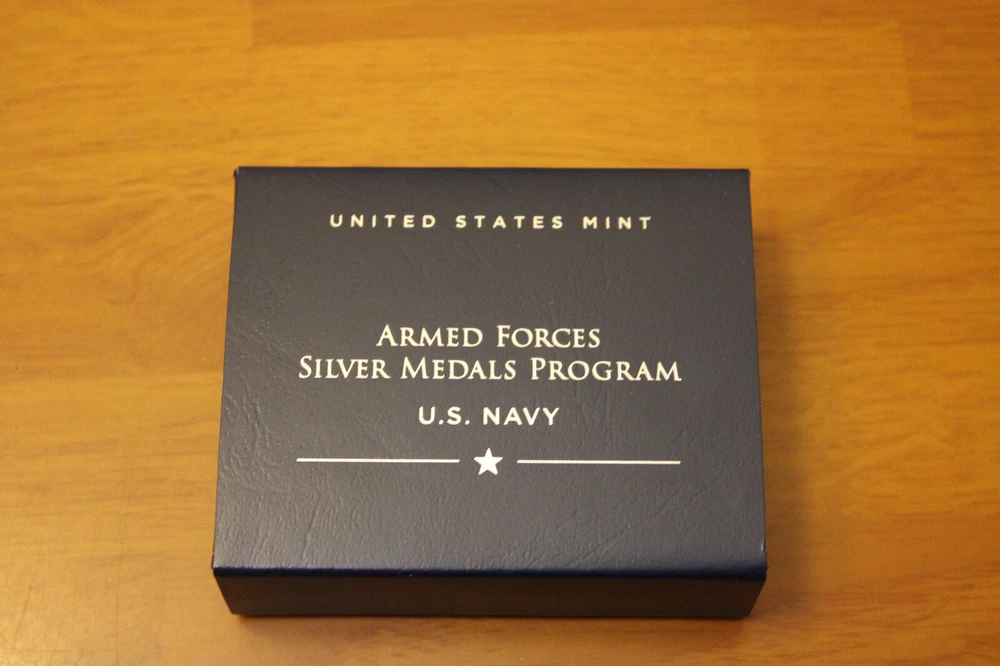 UNITED STATES MINT
ARMED FORCES
SILVER MEDALS PROGRAM
U.S. NAVY